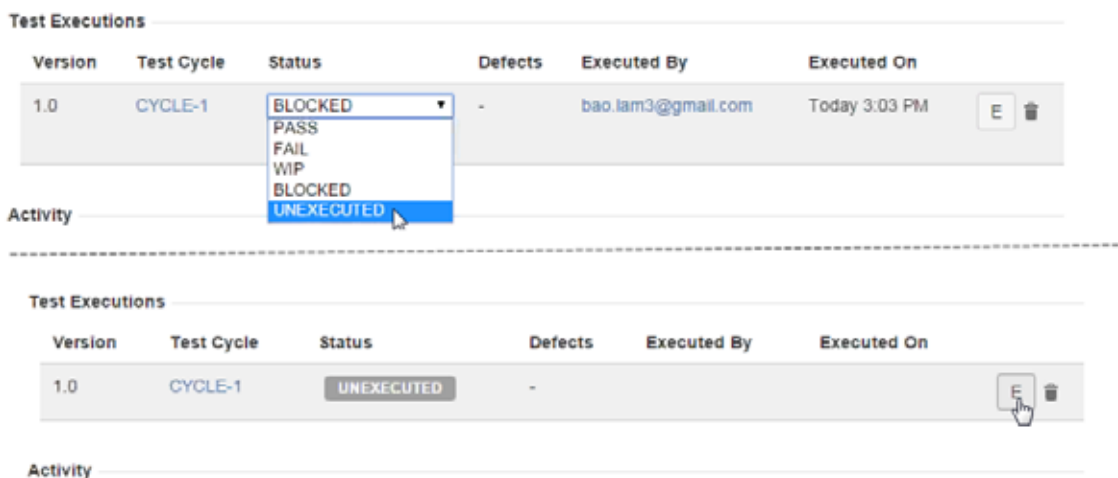 Test Executions
Version Test Cycle Status Defects Executed By Executed On
1.0 CYCLE-1 BLOCKED - bao.lam3@gmail.com Today 3:03 PM E
PASS
FAIL
WIP
BLOCKED
UNEXECUTED
Activity
Test Executions
Version Test Cycle Status Defects Executed By Executed On
1.0 CYCLE-1 UNEXECUTED - E
Activity